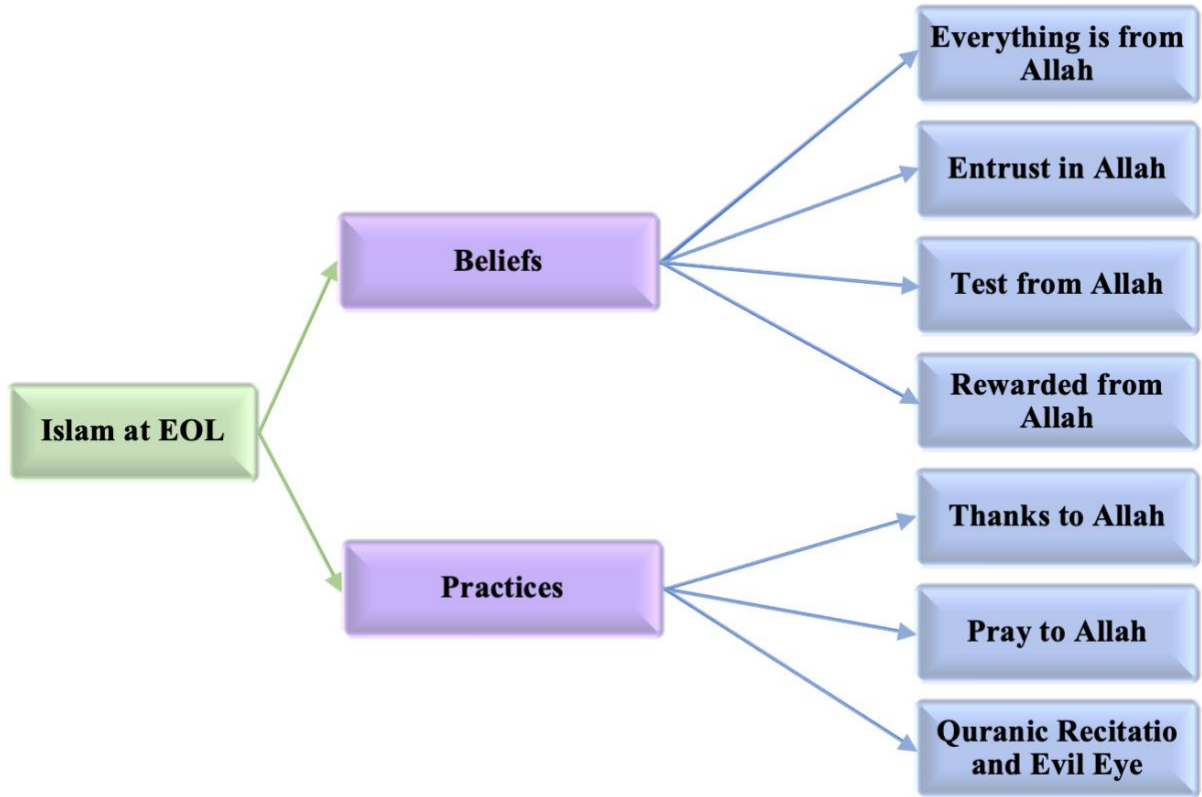 Islam at EOL
Beliefs
Practices
Everything is from
Allah
Entrust in Allah
Test from Allah
Rewarded from
Allah
Thanks to Allah
Pray to Allah
Quranic Recitatio
and Evil Eye